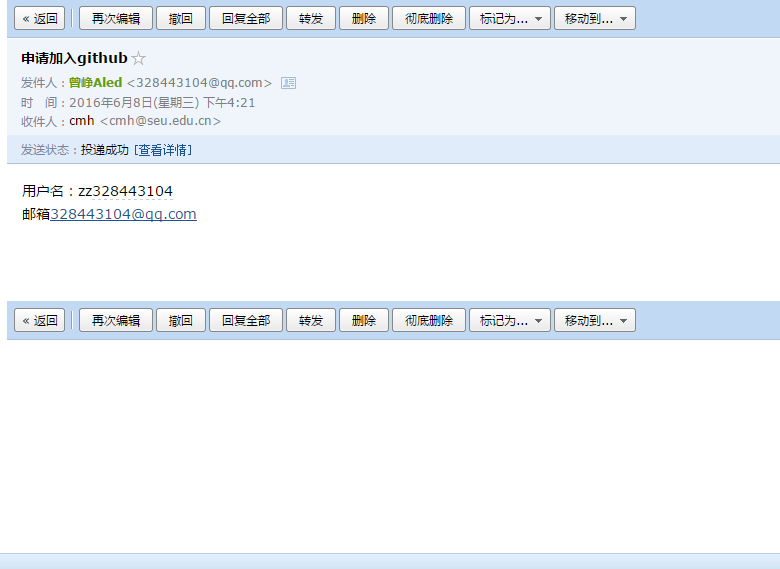 « 返回 再次编辑 撤回 回复全部 转发 删除 彻底删除 标记为... 移动到...
申请加入github☆
发件人：曾峥Aled <328443104@qq.com>
时　间：2016年6月8日(星期三) 下午4:21
收件人：cmh <cmh@seu.edu.cn>
发送状态：投递成功 [查看详情]
用户名：zz328443104
邮箱328443104@qq.com
« 返回 再次编辑 撤回 回复全部 转发 删除 彻底删除 标记为... 移动到...